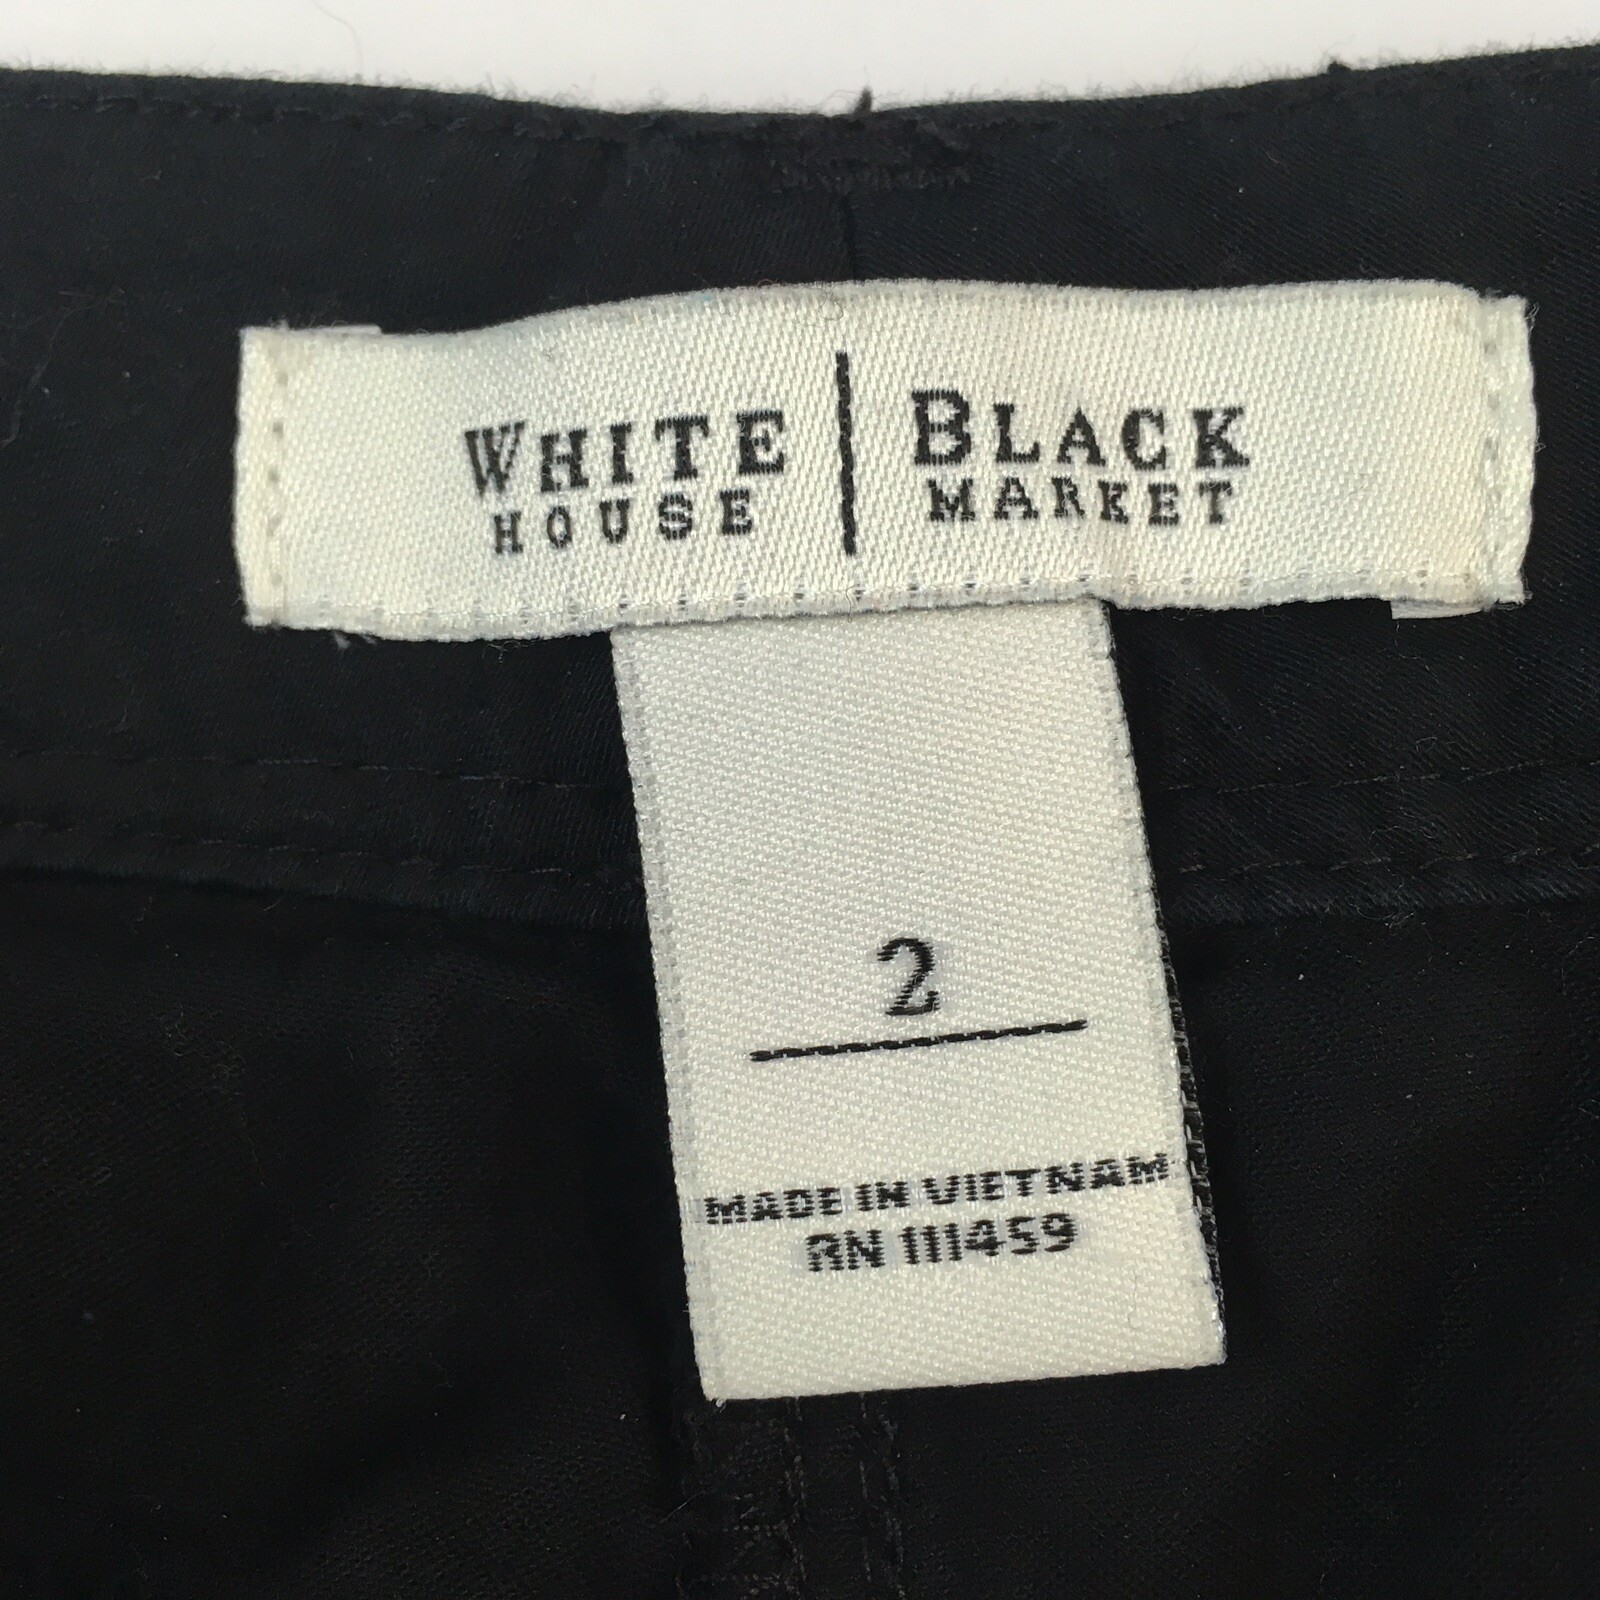 WHITE | BLACK
HOUSE | MARKET
2
MADE IN VIETNAM
RN 111459